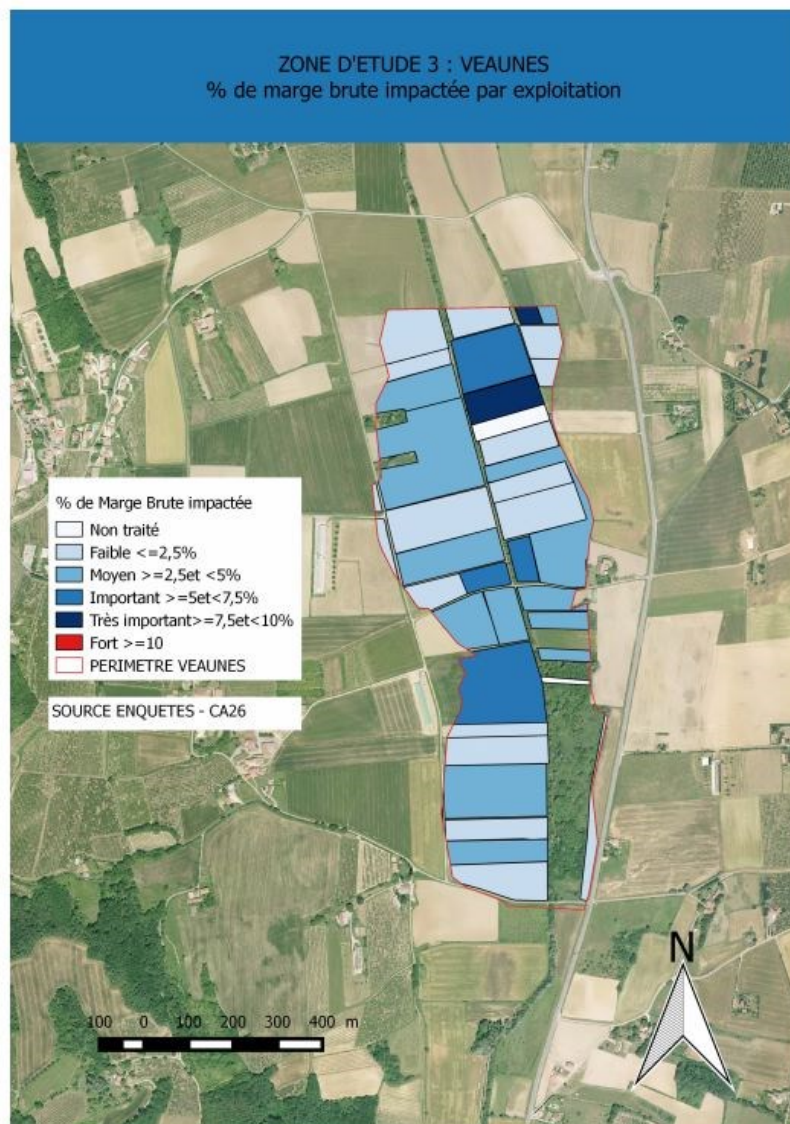 ZONE D'ETUDE 3 : VEAUNES
% de marge brute impactée par exploitation
% de Marge Brute impactée
Non traité
Faible <=2,5%
Moyen >=2,5et <5%
Important >=5et<7,5%
Très important>=7,5et<10%
Fort >=10
PERIMETRE VEAUNES
SOURCE ENQUETES - CA26
N
100 0 100 200 300 400 m